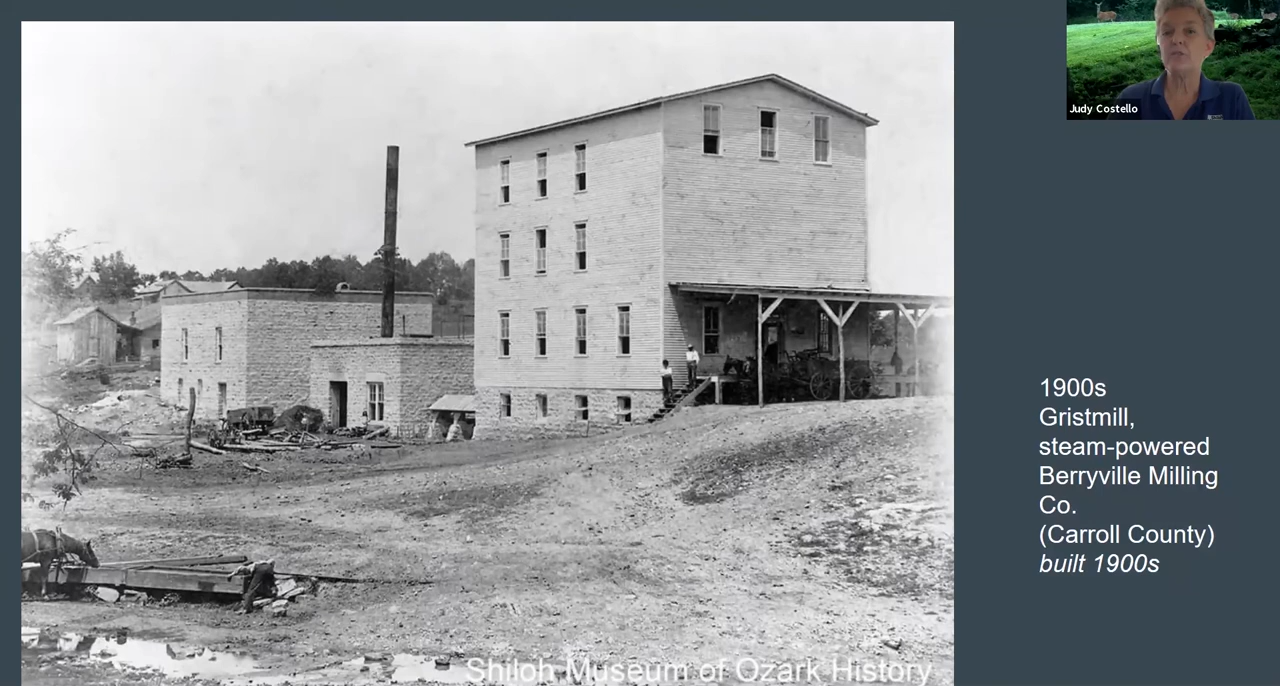 Judy Costello
1900s
Gristmill,
steam-powered
Berryville Milling
Co.
(Carroll County)
built 1900s
Shiloh Museum of Ozark History